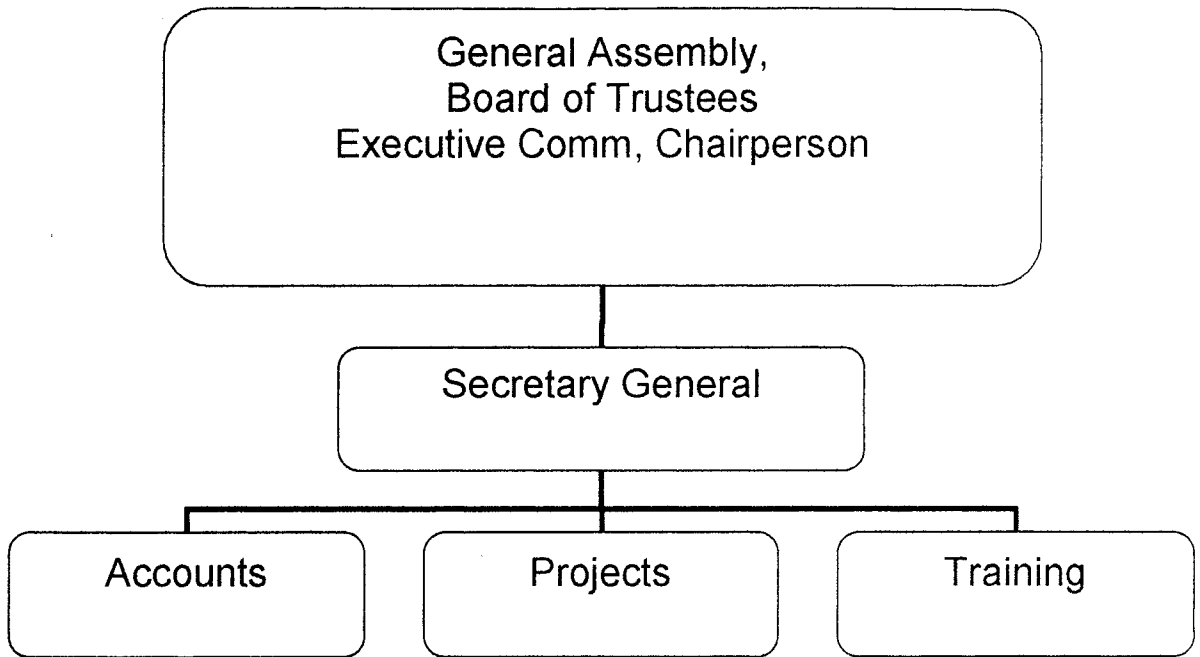 General Assembly,
Board of Trustees
Executive Comm, Chairperson
Secretary General
Accounts
Projects
Training